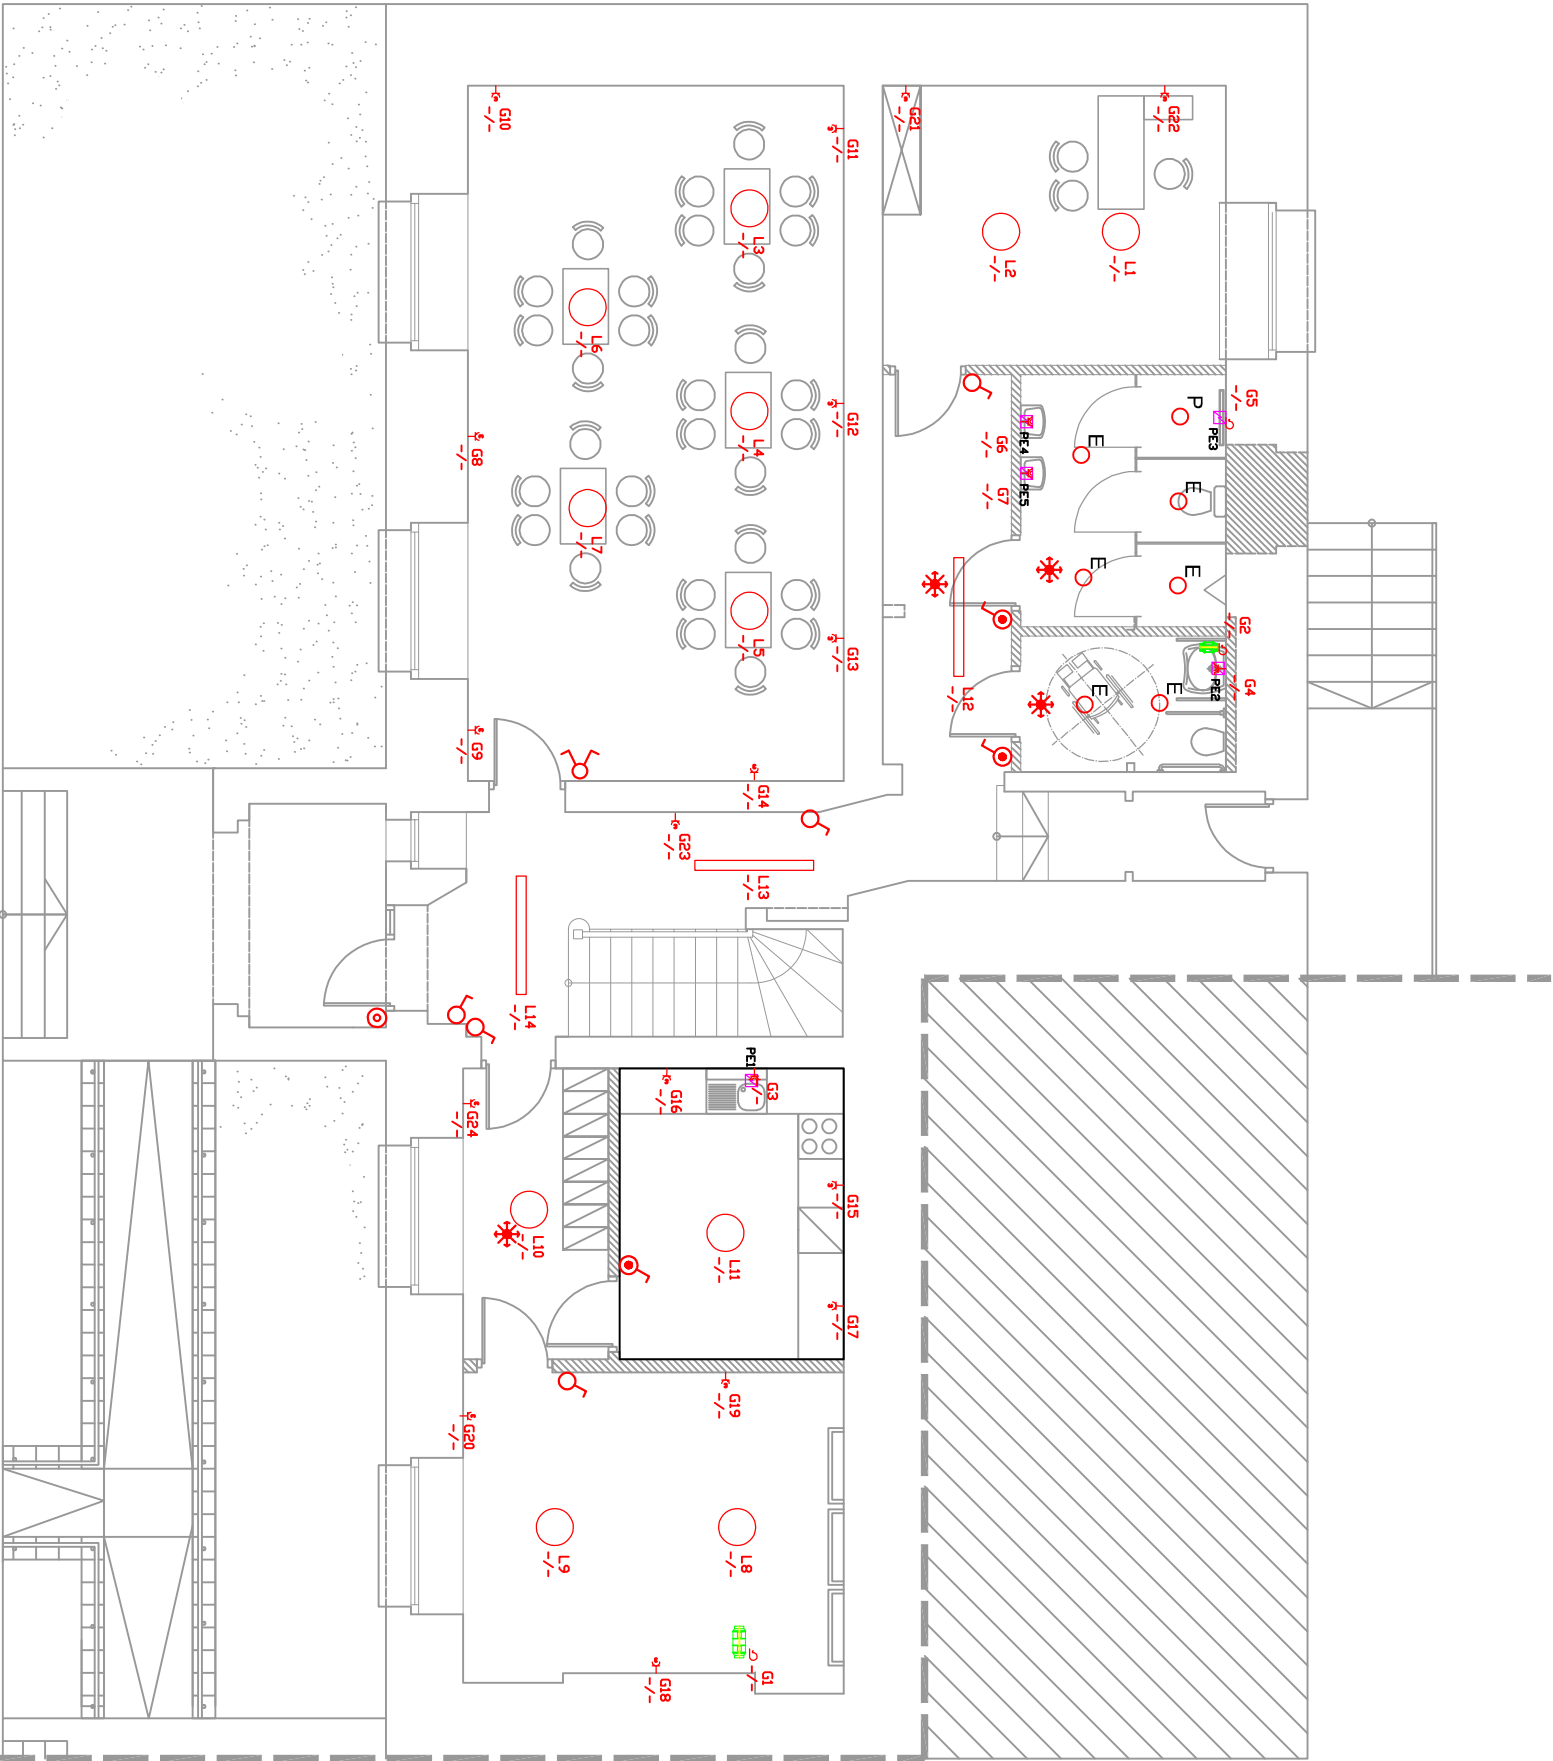 G5
-/-
G2
-/-
G4
-/-
PE3
PE2
P
E
E
E
G22
-/-
L1
-/-
E
E
E
PE4
PE5
L2
-/-
G6
-/-
G7
-/-
L12
-/-
G21
-/-
G11
-/-
G12
-/-
G13
-/-
G15
-/-
G17
-/-
G14
-/-
L13
-/-
G3
-/-
G1
-/-
L3
-/-
L4
-/-
L5
-/-
PE1
L8
-/-
L11
-/-
G19
-/-
G23
-/-
G16
-/-
G18
-/-
L6
-/-
L7
-/-
L9
-/-
L10
-/-
L14
-/-
G10
-/-
G8
-/-
G9
-/-
G24
-/-
G20
-/-